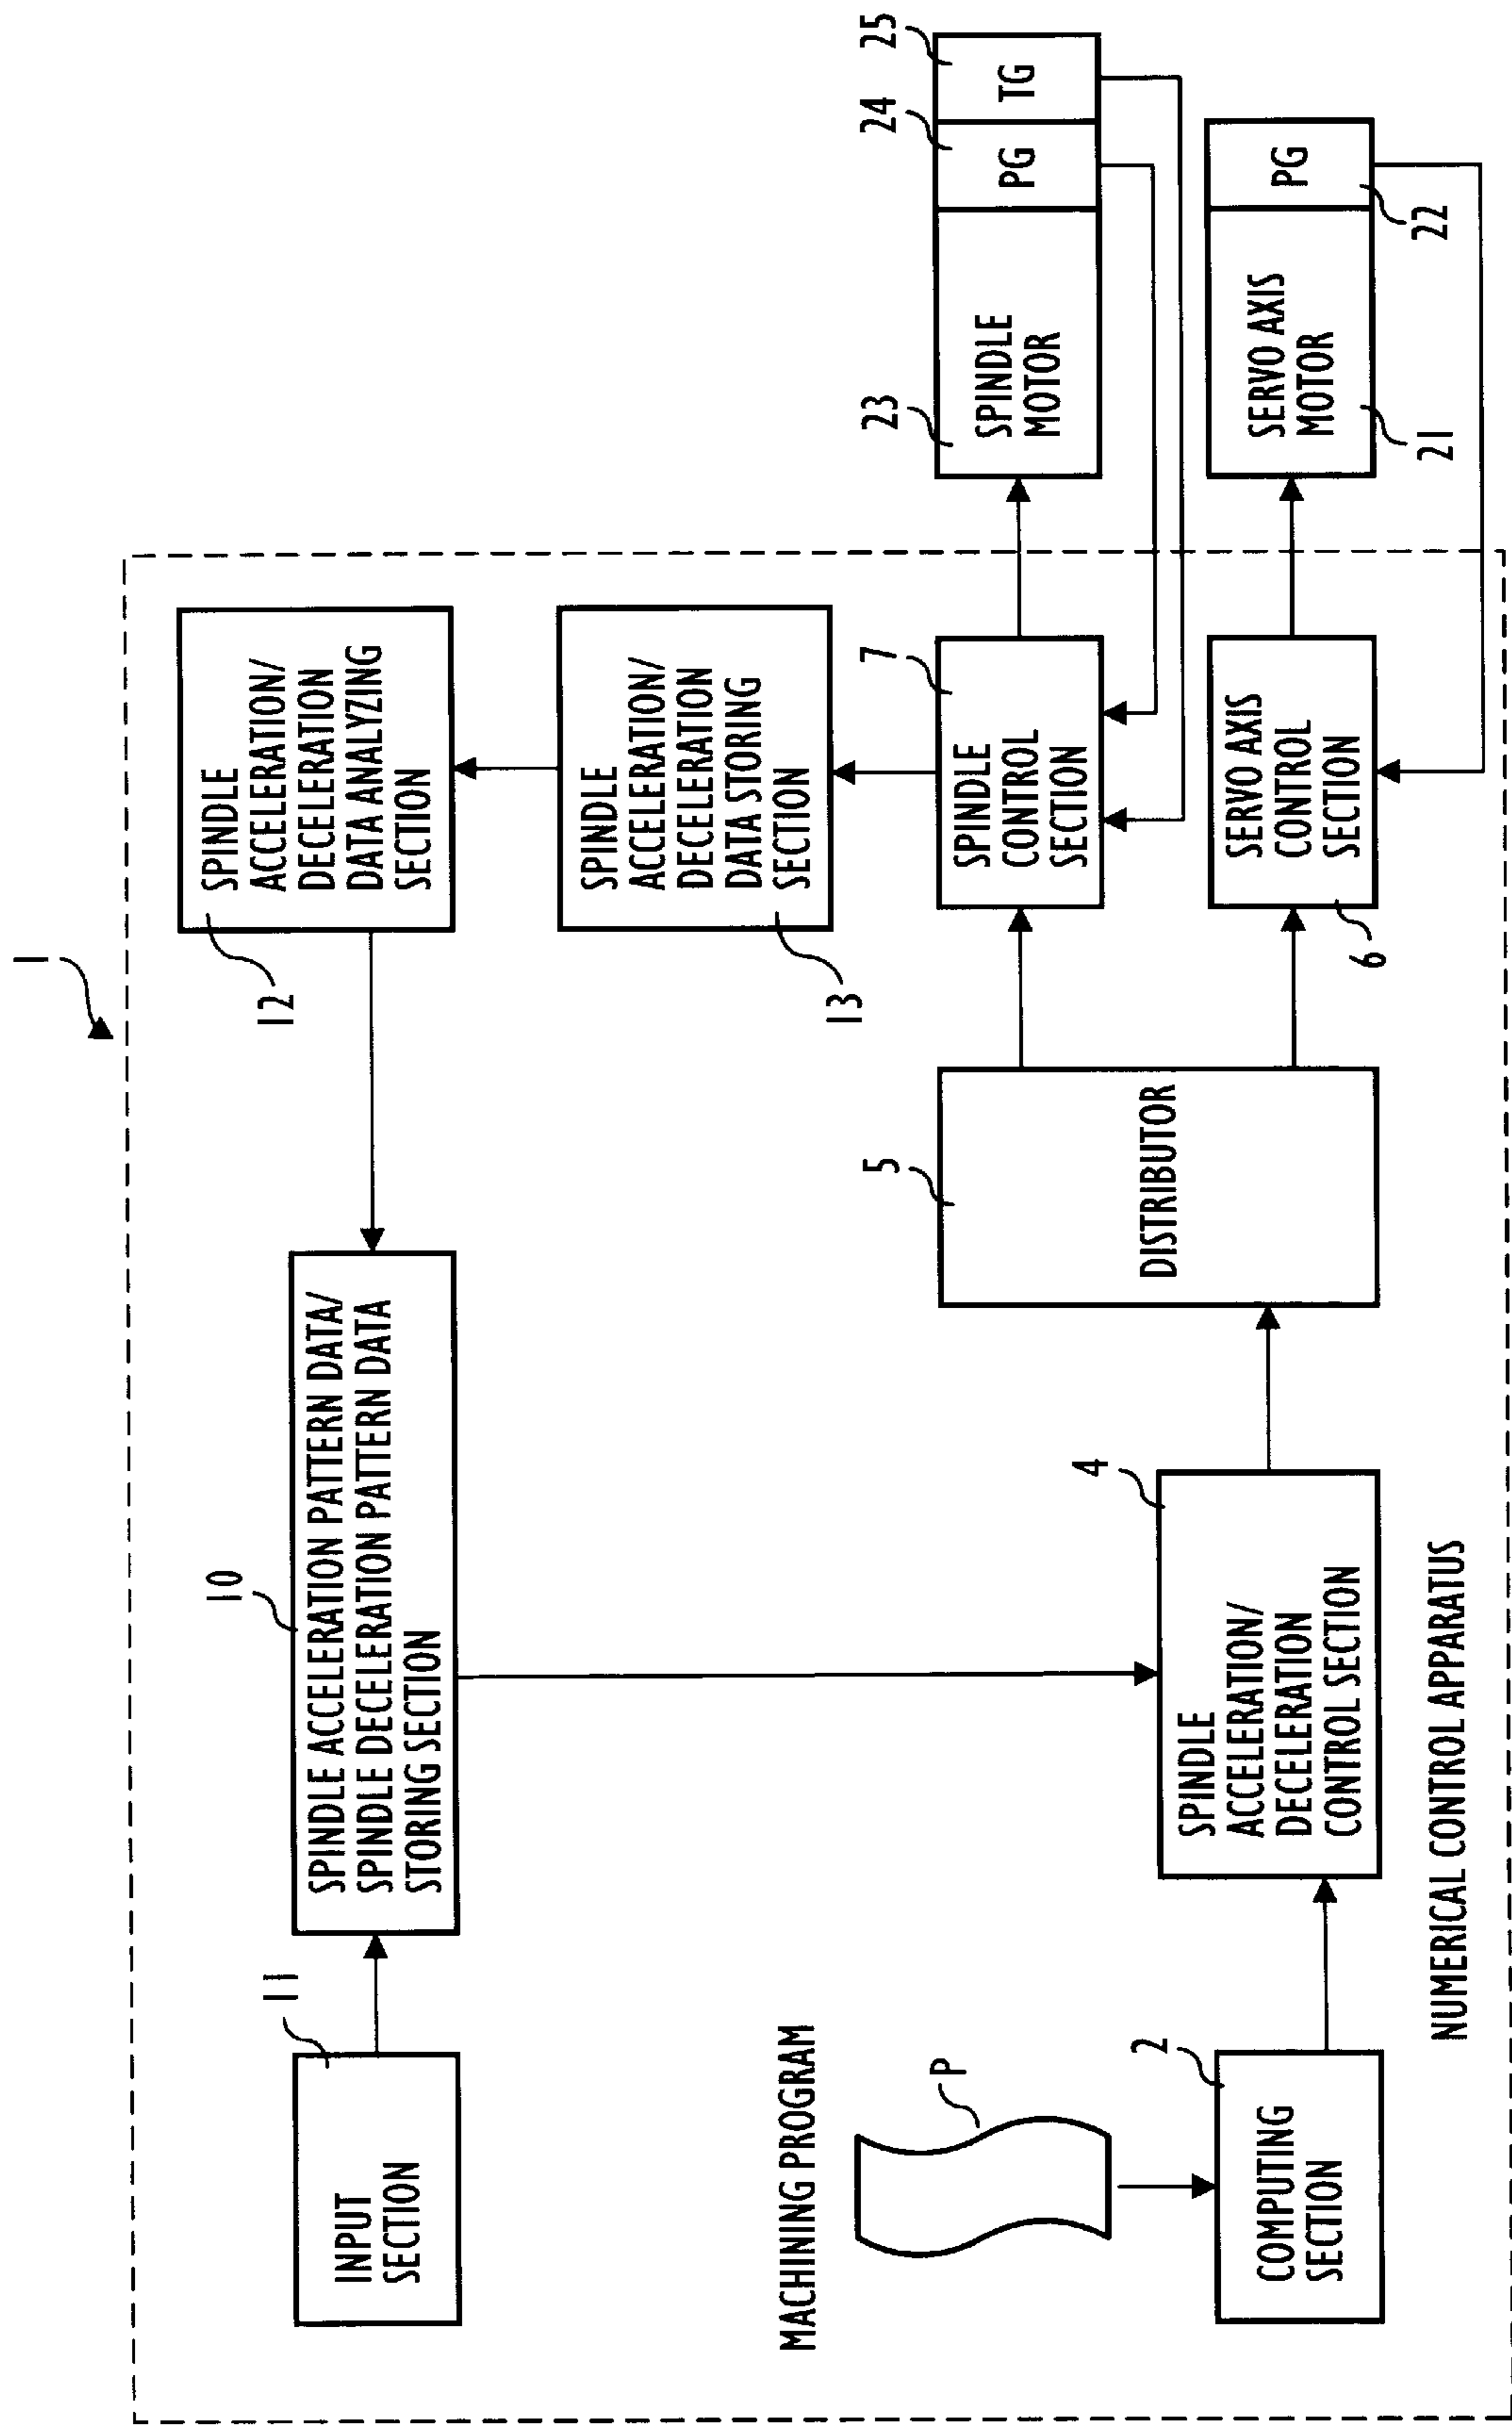 1
11
INPUT
SECTION
10
SPINDLE ACCELERATION PATTERN DATA/
SPINDLE DECELERATION PATTERN DATA
STORING SECTION
12
SPINDLE
ACCELERATION/
DECELERATION
DATA ANALYZING
SECTION
13
SPINDLE
ACCELERATION/
DECELERATION
DATA STORING
SECTION
MACHINING PROGRAM
P
2
COMPUTING
SECTION
4
SPINDLE
ACCELERATION/
DECELERATION
CONTROL SECTION
5
DISTRIBUTOR
7
SPINDLE
CONTROL
SECTION
6
SERVO AXIS
CONTROL
SECTION
23
SPINDLE
MOTOR
24
PG
25
TG
21
SERVO AXIS
MOTOR
22
PG
NUMERICAL CONTROL APPARATUS